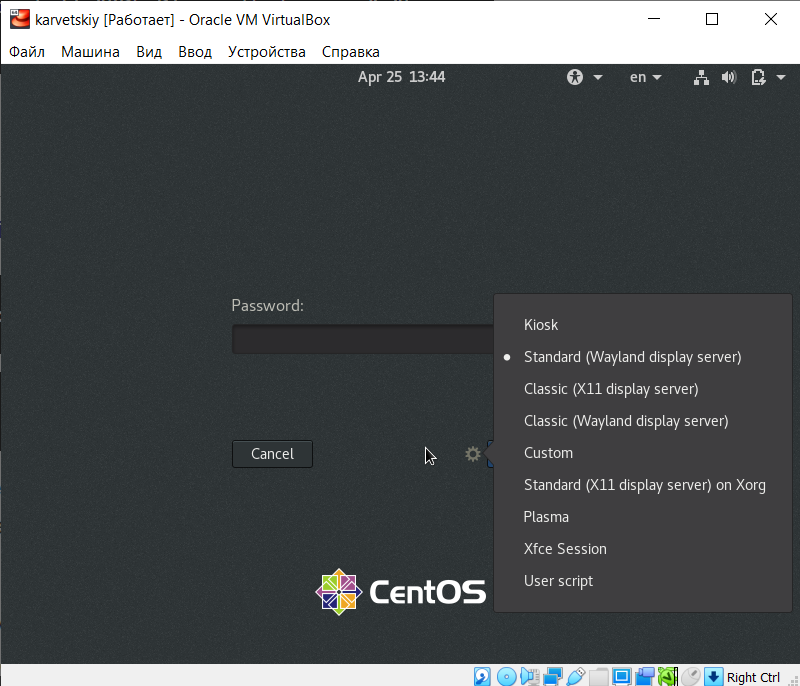 karvetskiy [Работает] - Oracle VM VirtualBox
Файл Машина Вид Ввод Устройства Справка
Apr 25 13:44
en
Password:
Kiosk
Standard (Wayland display server)
Classic (X11 display server)
Classic (Wayland display server)
Cancel
Custom
Standard (X11 display server) on Xorg
Plasma
Xfce Session
User script
CentOS
Right Ctrl